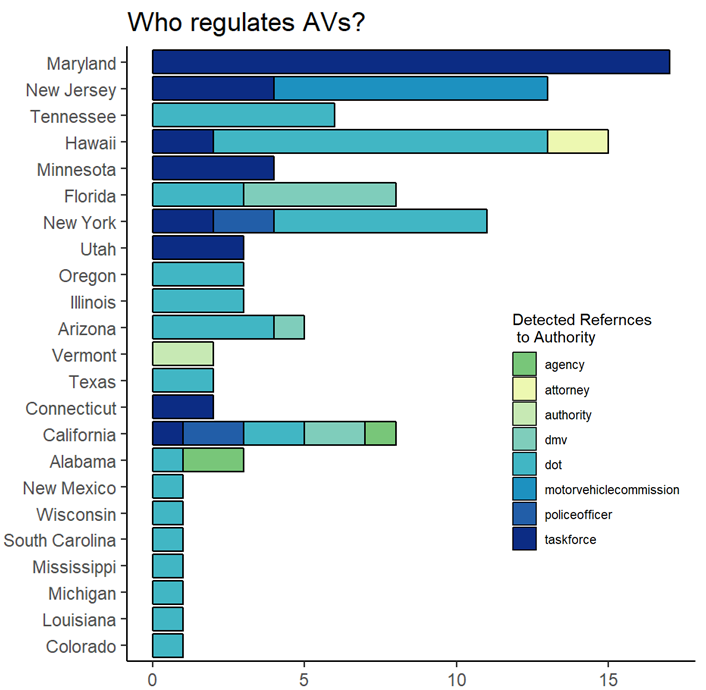 Who regulates AVs?
Maryland
New Jersey
Tennessee
Hawaii
Minnesota
Florida
New York
Utah
Oregon
Illinois
Arizona
Vermont
Texas
Connecticut
California
Alabama
New Mexico
Wisconsin
South Carolina
Mississippi
Michigan
Louisiana
Colorado
Detected Refernces
to Authority
agency
attorney
authority
dmv
dot
motorvehiclecommission
policeofficer
taskforce
0 5 10 15